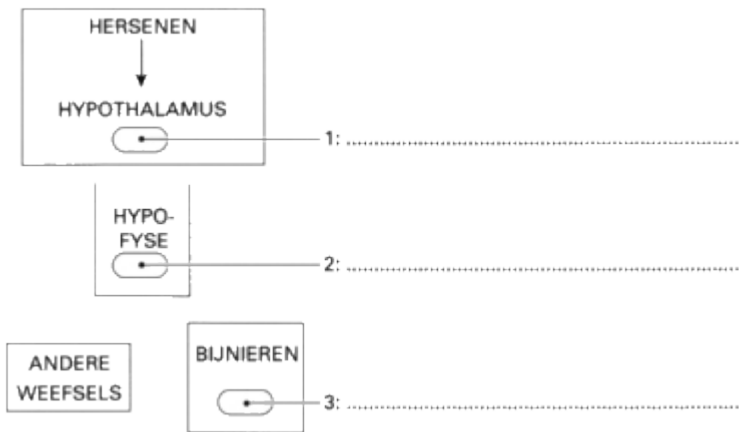 HERSENEN
HYPOTHALAMUS
1: ........................................
HYPO-
FYSE
2: ........................................
ANDERE
WEEFSELS
BIJNIEREN
3: ........................................